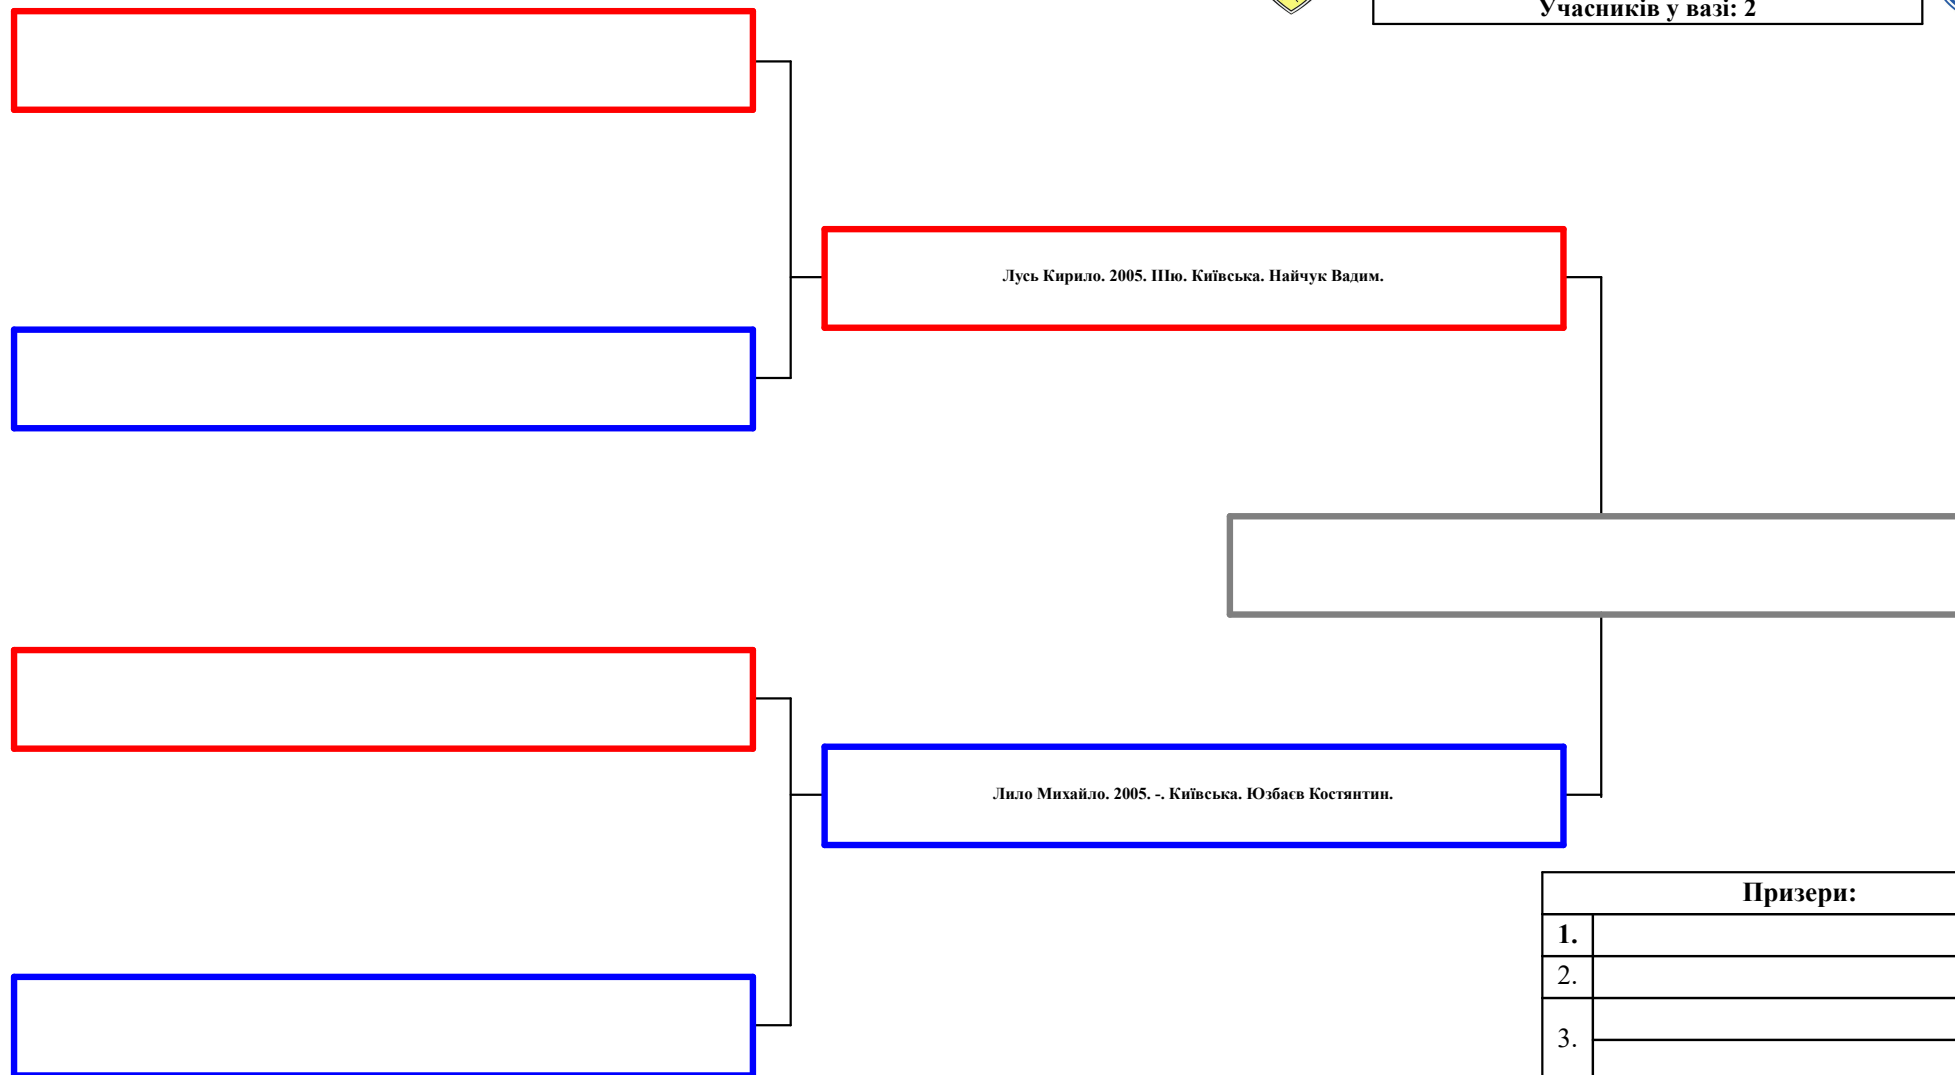 Учасників у вазі: 2
Лусь Кирило. 2005. ІІІю. Київська. Найчук Вадим.
Лило Михайло. 2005. -. Київська. Юзбаєв Костянтин.
Призери:
1.
2.
3.